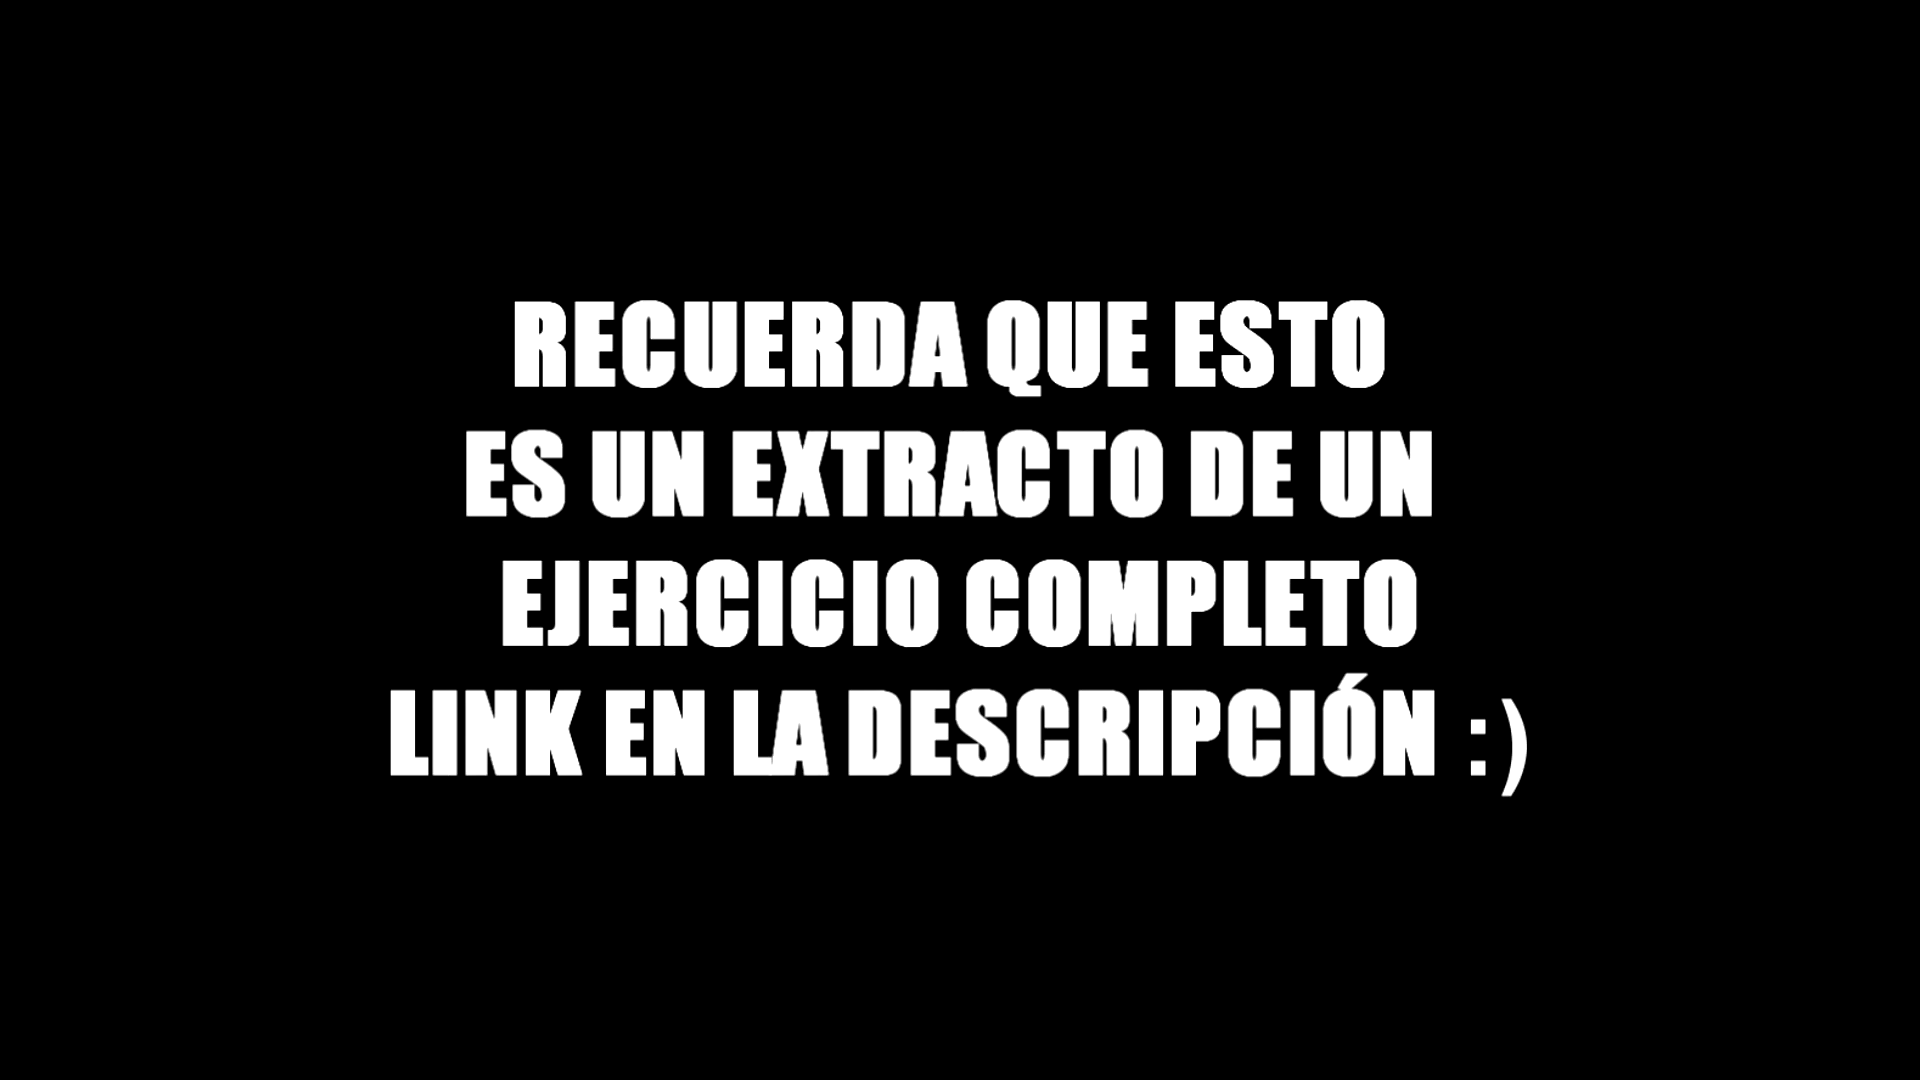 RECUERDA QUE ESTO
ES UN EXTRACTO DE UN
EJERCICIO COMPLETO
LINK EN LA DESCRIPCIÓN :)